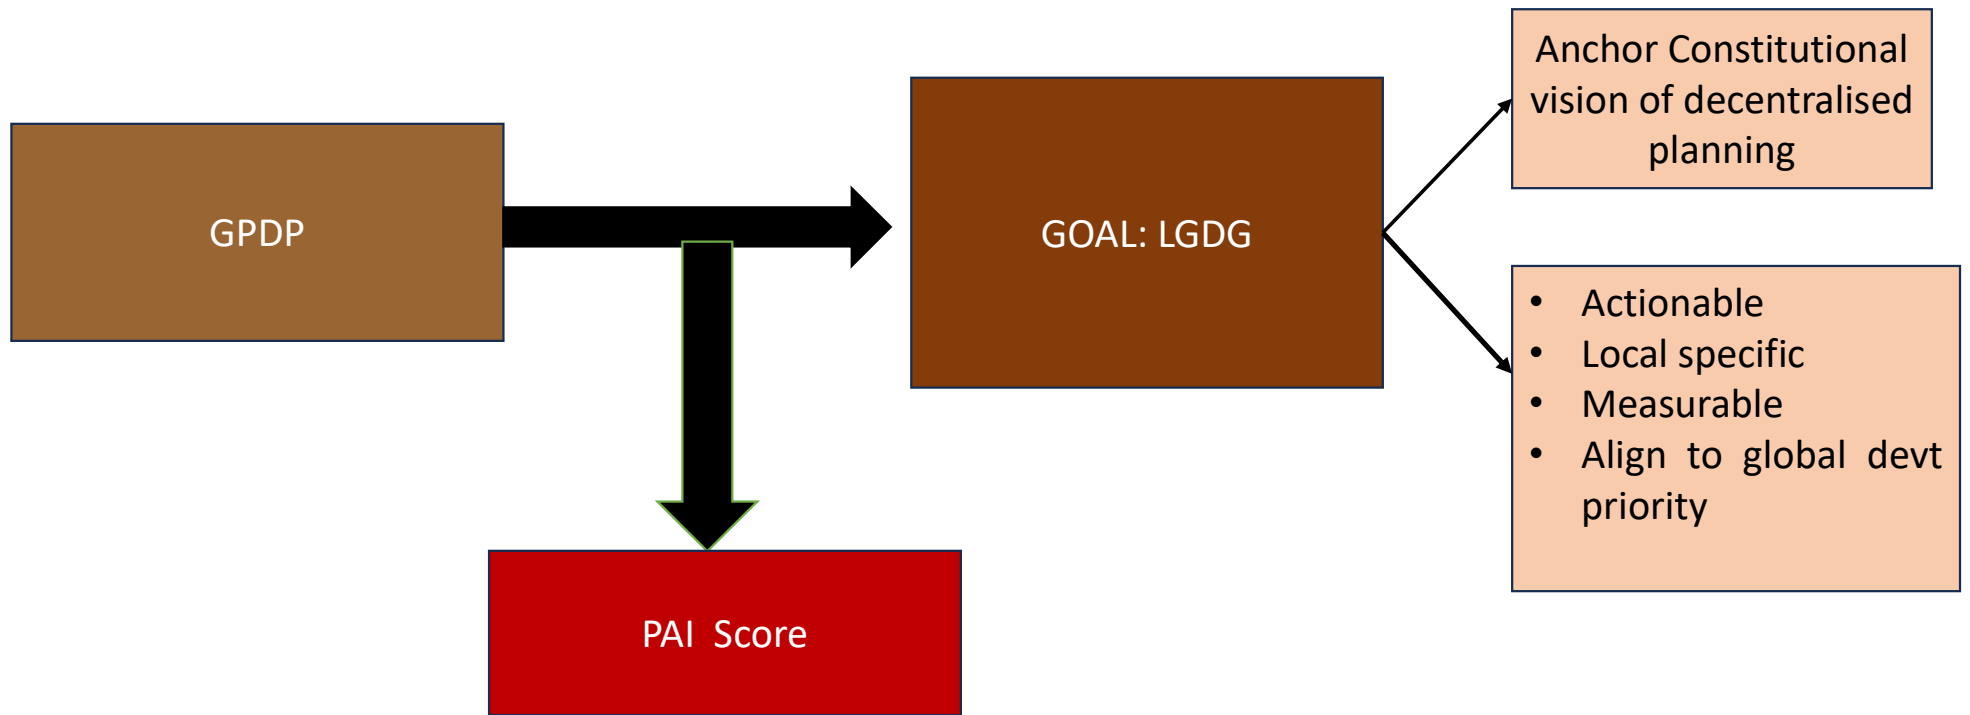 GPDP
GOAL: LGDG
Anchor Constitutional
vision of decentralised
planning
• Actionable
• Local specific
• Measurable
• Align to global devt
priority
PAI Score